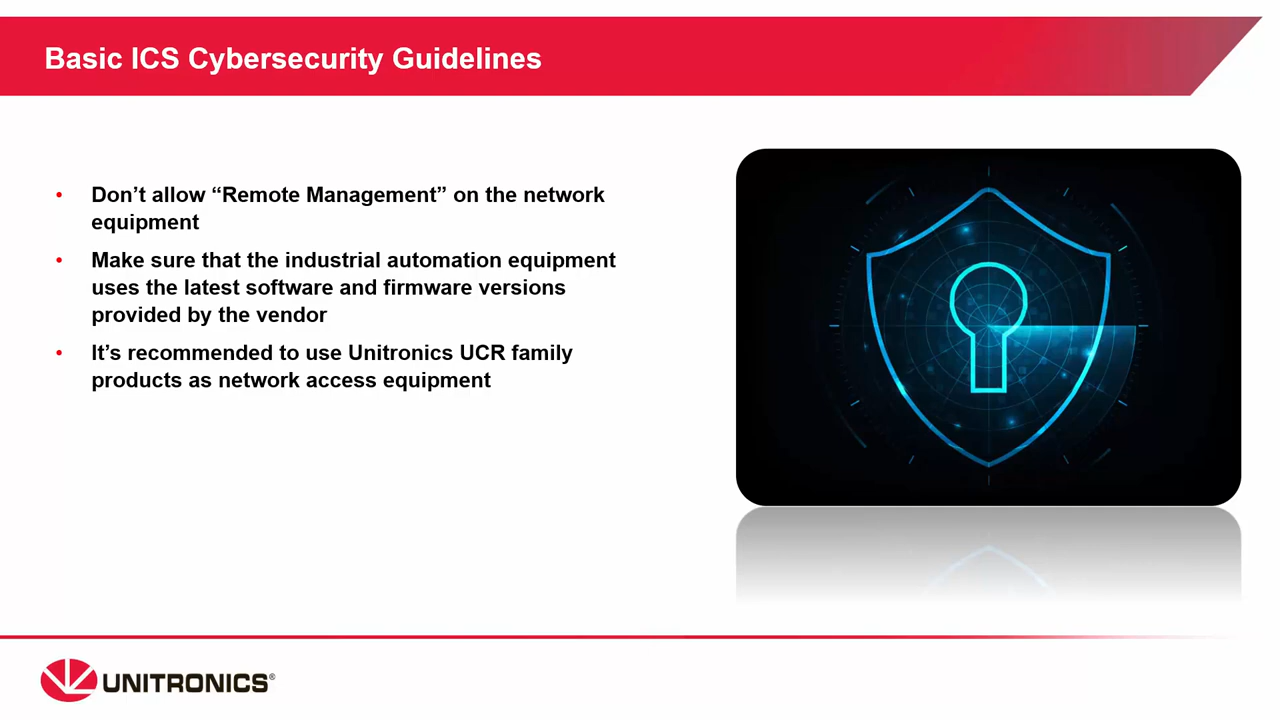 Basic ICS Cybersecurity Guidelines
• Don’t allow “Remote Management” on the network
equipment
• Make sure that the industrial automation equipment
uses the latest software and firmware versions
provided by the vendor
• It’s recommended to use Unitronics UCR family
products as network access equipment
UNITRONICS®